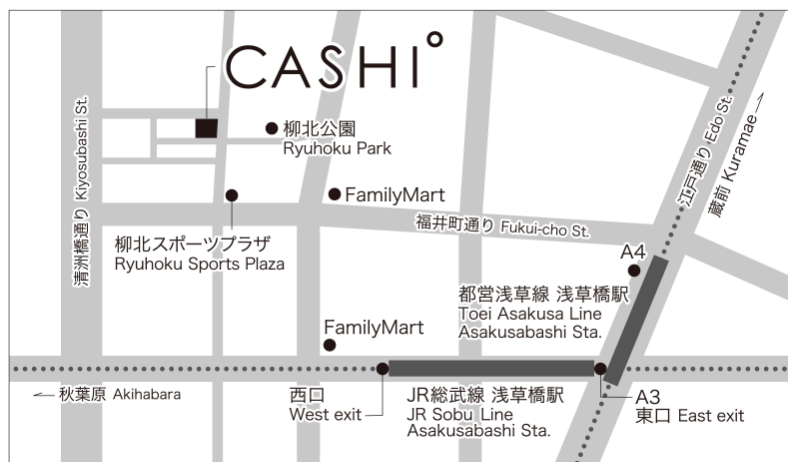 CASHI°
柳北公園
Ryuhoku Park
清洲橋通り Kiyosubashi St.
江戸通り Edo St.
蔵前 Kuramae
FamilyMart
福井町通り Fukui-cho St.
柳北スポーツプラザ
Ryuhoku Sports Plaza
A4
都営浅草線 浅草橋駅
Toei Asakusa Line
Asakusabashi Sta.
FamilyMart
← 秋葉原 Akihabara
西口
West exit
JR総武線 浅草橋駅
JR Sobu Line
Asakusabashi Sta.
A3
東口 East exit